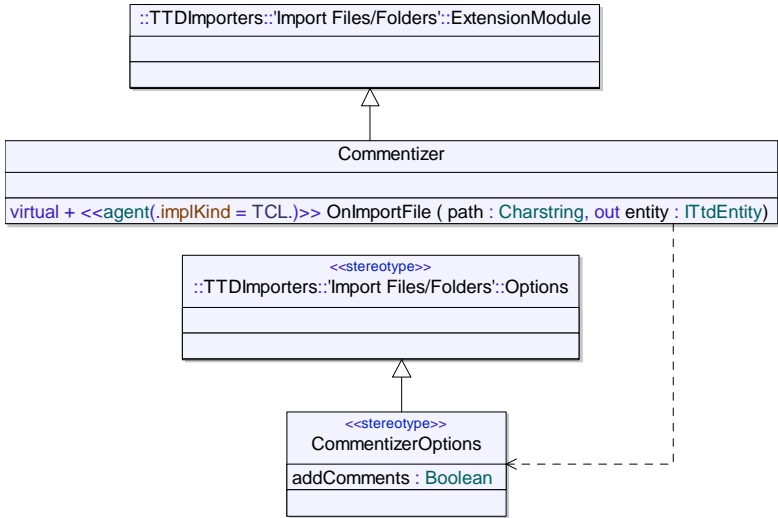 ::TTDImporters::'Import Files/Folders'::ExtensionModule
Commentizer
virtual + <<agent(.implKind = TCL.)>> OnImportFile ( path : Charstring, out entity : ITtdEntity)
<<stereotype>>
::TTDImporters::'Import Files/Folders'::Options
<<stereotype>>
CommentizerOptions
addComments : Boolean